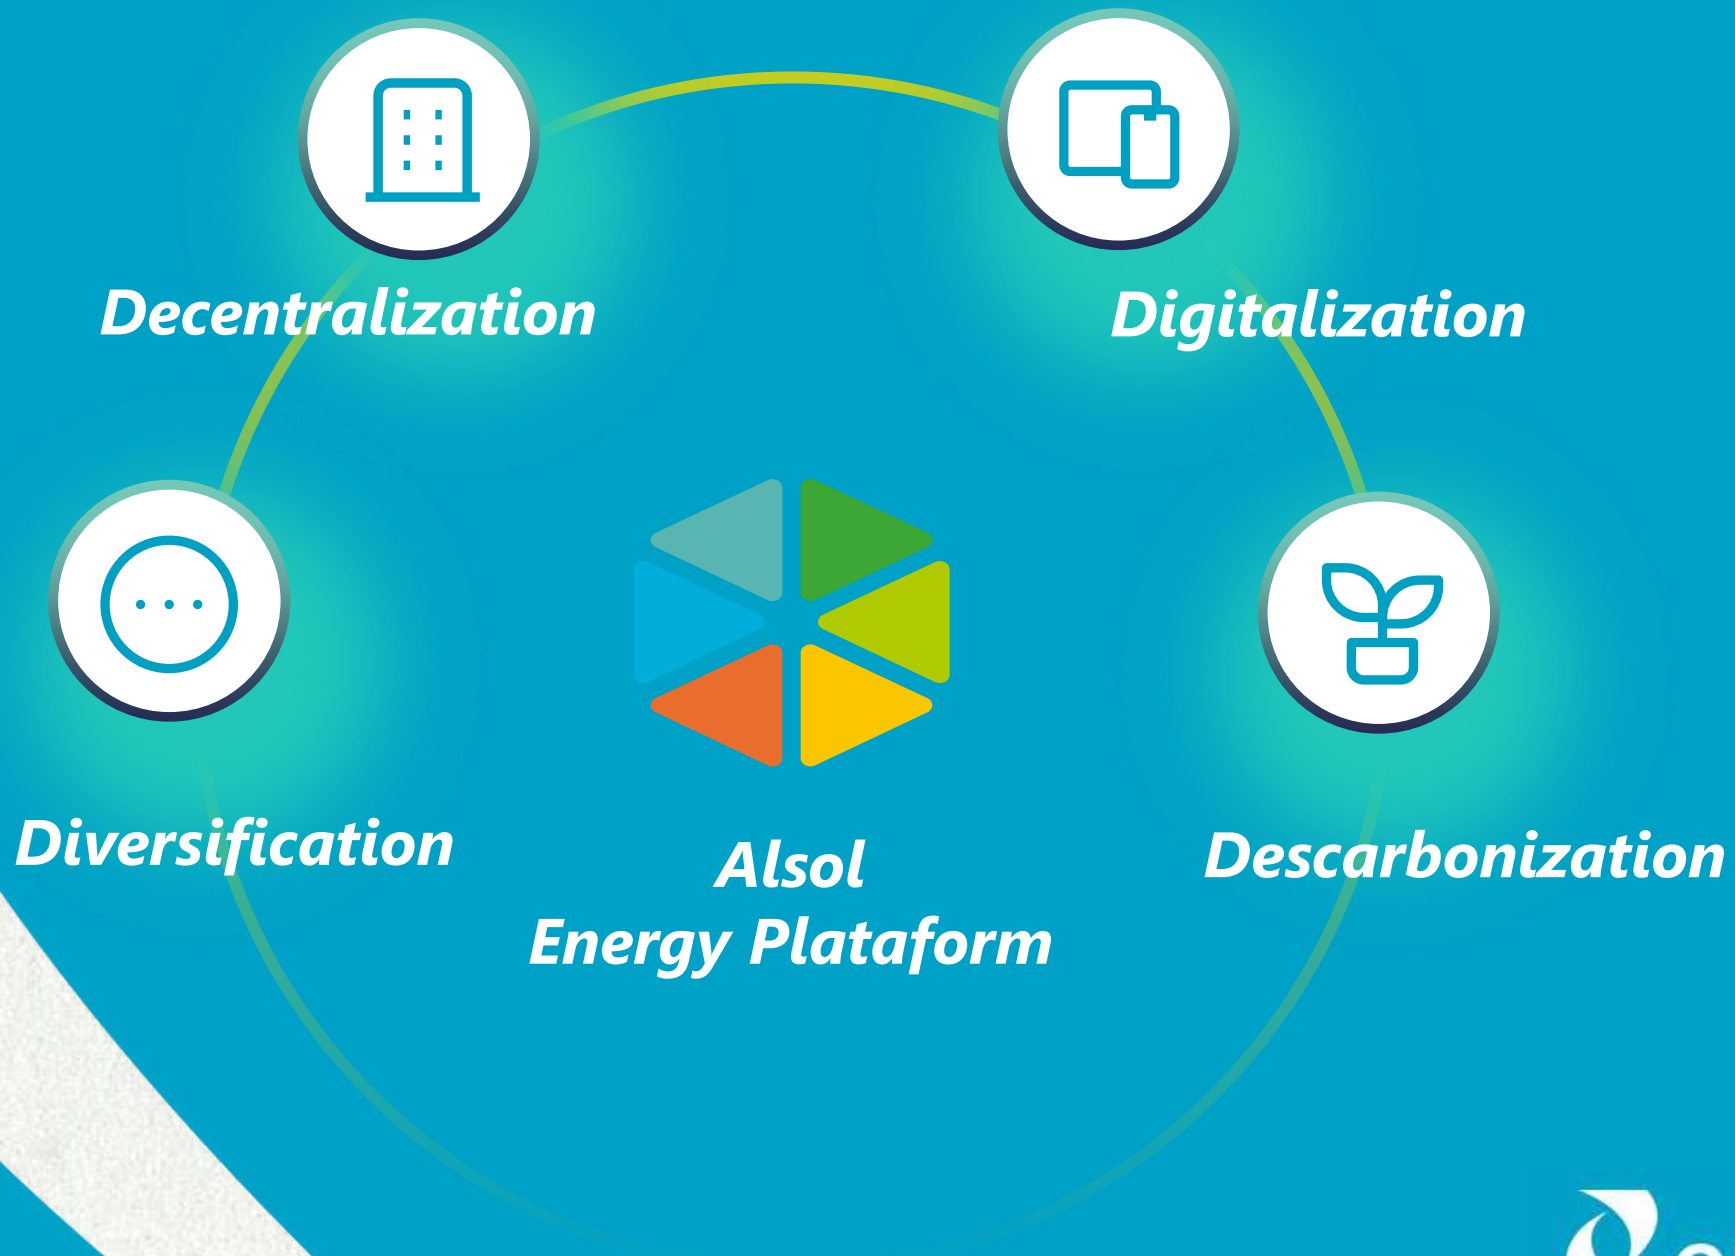 Decentralization
Digitalization
Diversification
Descarbonization
Alsol
Energy Plataform